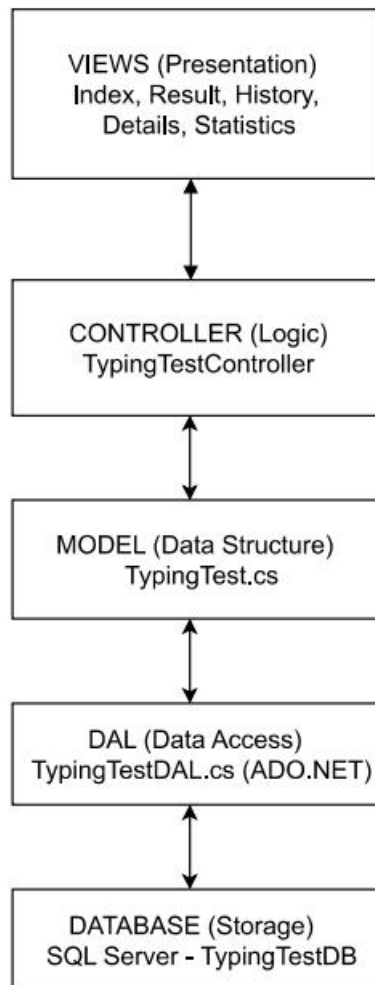 VIEWS (Presentation)
Index, Result, History,
Details, Statistics
CONTROLLER (Logic)
TypingTestController
MODEL (Data Structure)
TypingTest.cs
DAL (Data Access)
TypingTestDAL.cs (ADO.NET)
DATABASE (Storage)
SQL Server - TypingTestDB